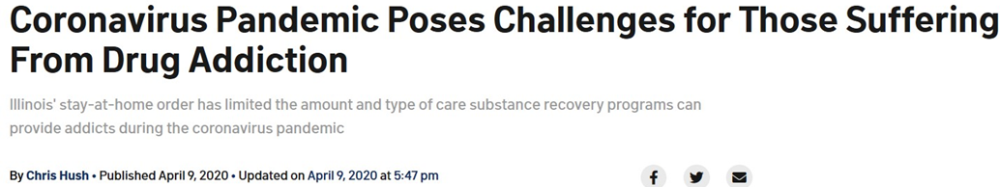 Coronavirus Pandemic Poses Challenges for Those Suffering
From Drug Addiction
Illinois' stay-at-home order has limited the amount and type of care substance recovery programs can
provide addicts during the coronavirus pandemic
By Chris Hush • Published April 9, 2020 • Updated on April 9, 2020 at 5:47 pm